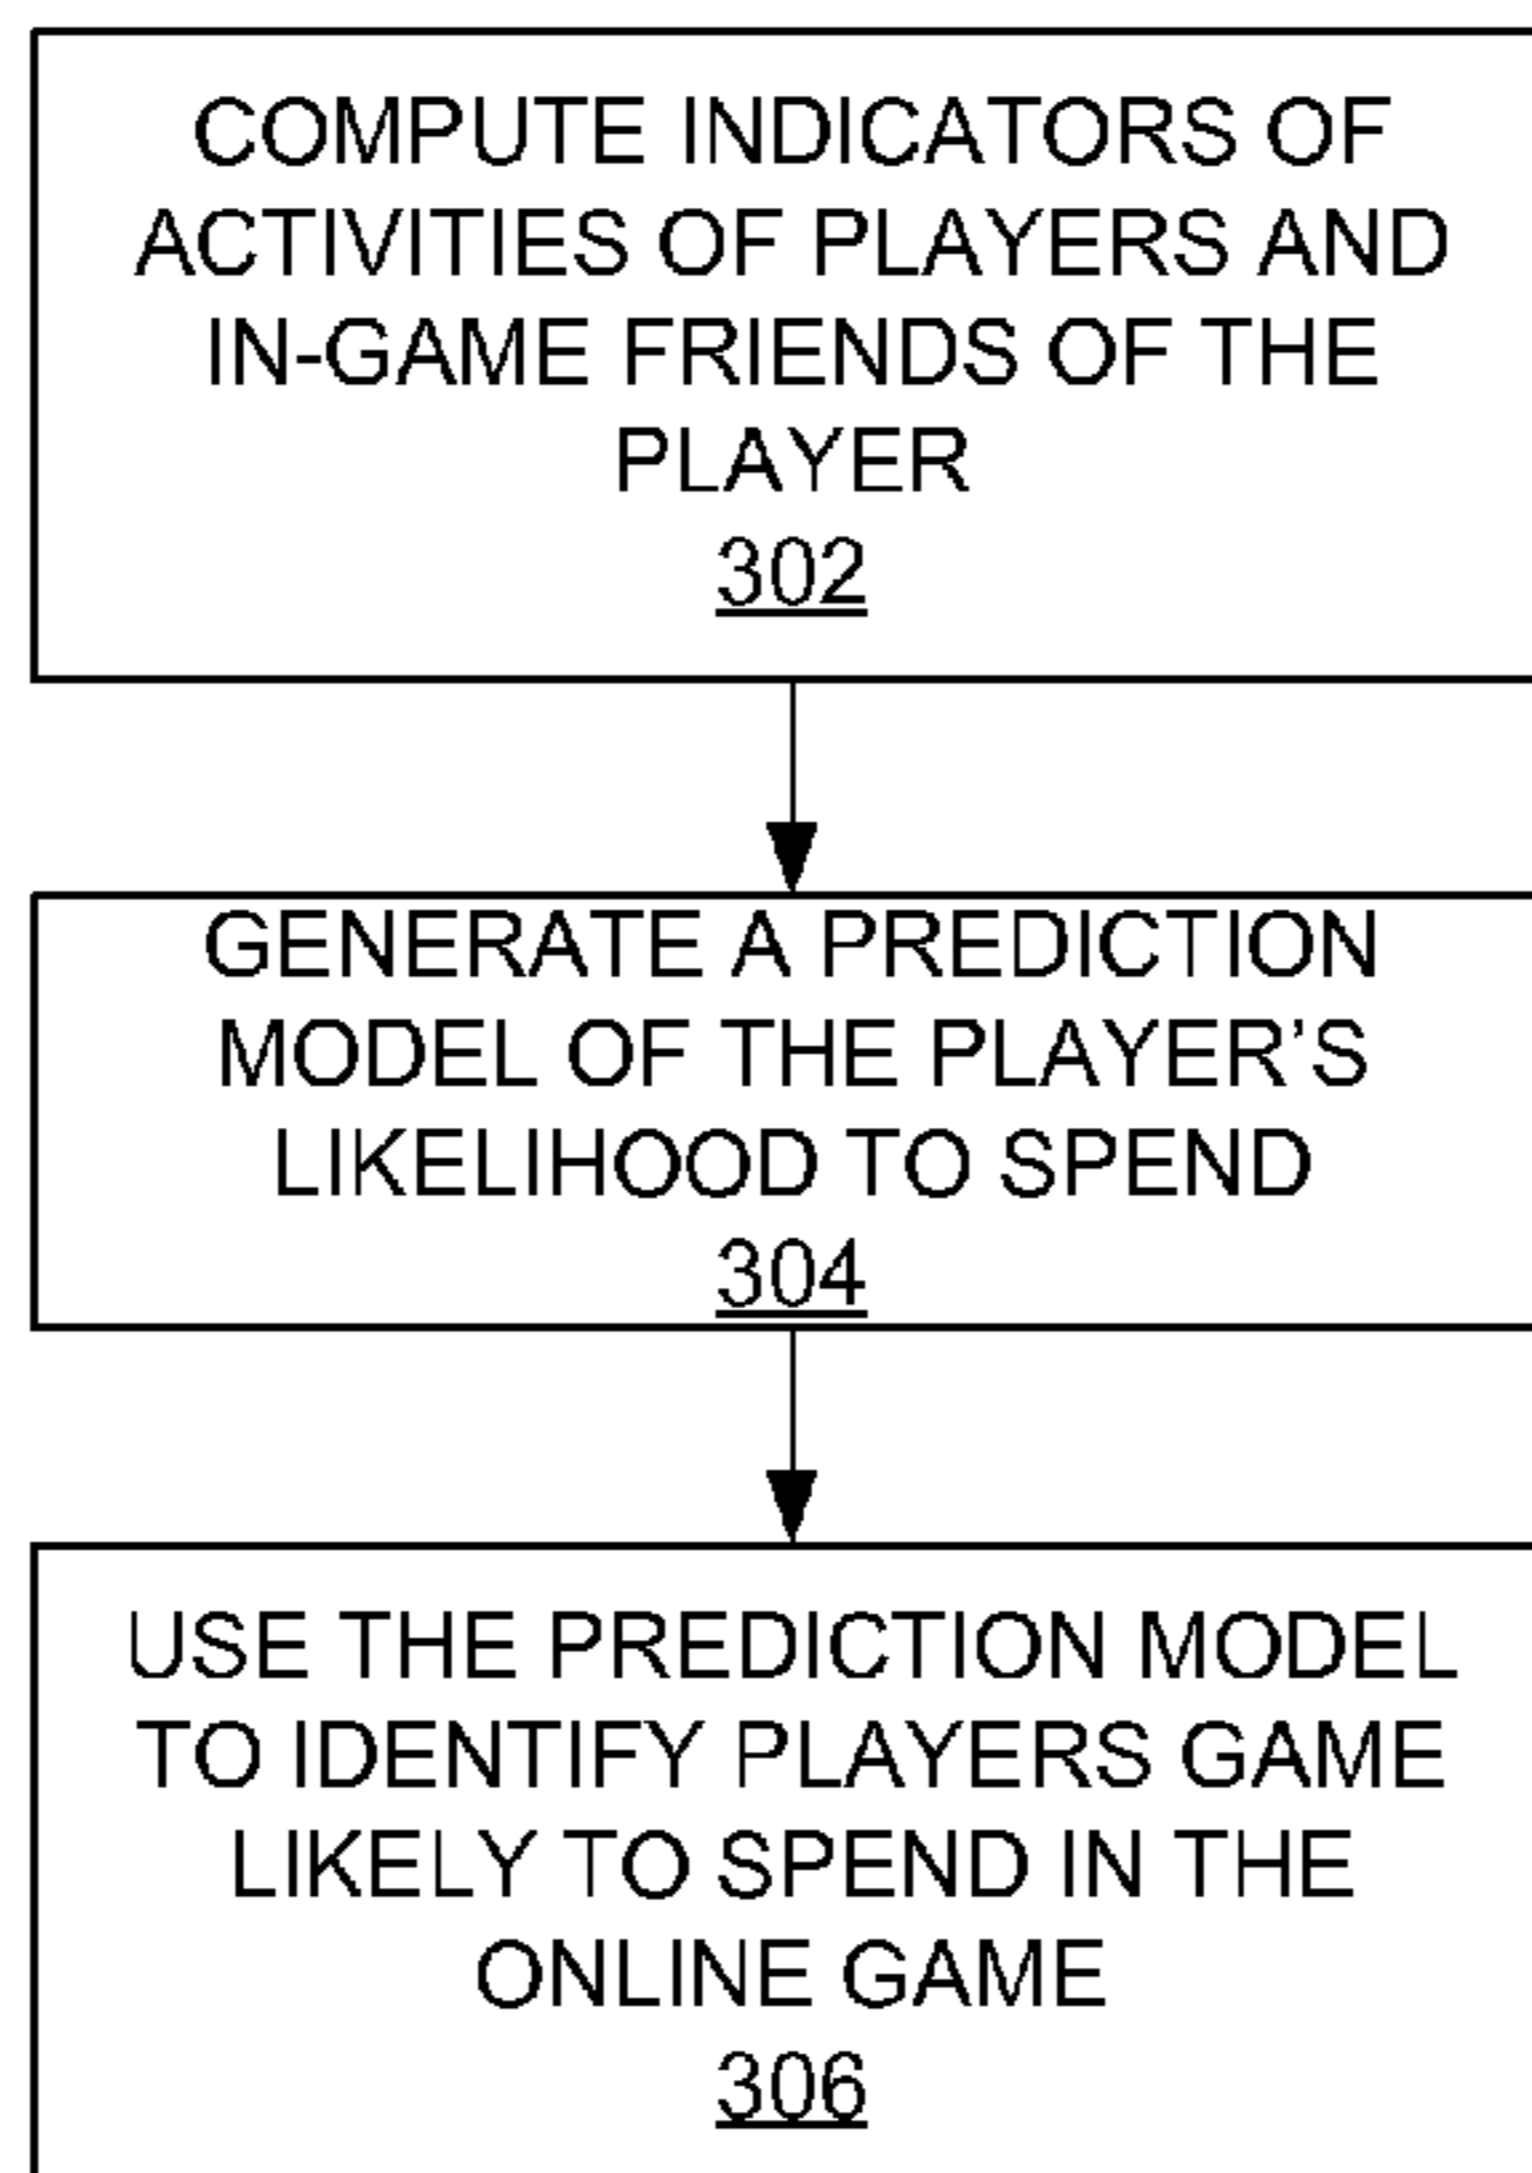 COMPUTE INDICATORS OF
ACTIVITIES OF PLAYERS AND
IN-GAME FRIENDS OF THE
PLAYER
302
GENERATE A PREDICTION
MODEL OF THE PLAYER’S
LIKELIHOOD TO SPEND
304
USE THE PREDICTION MODEL
TO IDENTIFY PLAYERS GAME
LIKELY TO SPEND IN THE
ONLINE GAME
306